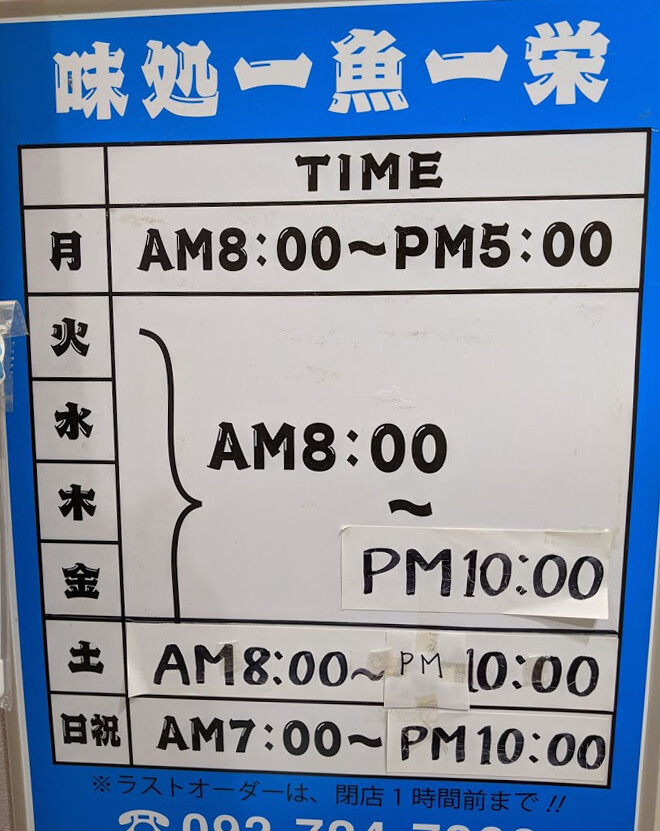 味処一魚一栄
TIME
月 AM8:00~PM5:00
火
水 AM8:00
木 ~
金 PM10:00
土 AM8:00~PM10:00
日祝 AM7:00~PM10:00
※ラストオーダーは、閉店1時間前まで!!
☎092